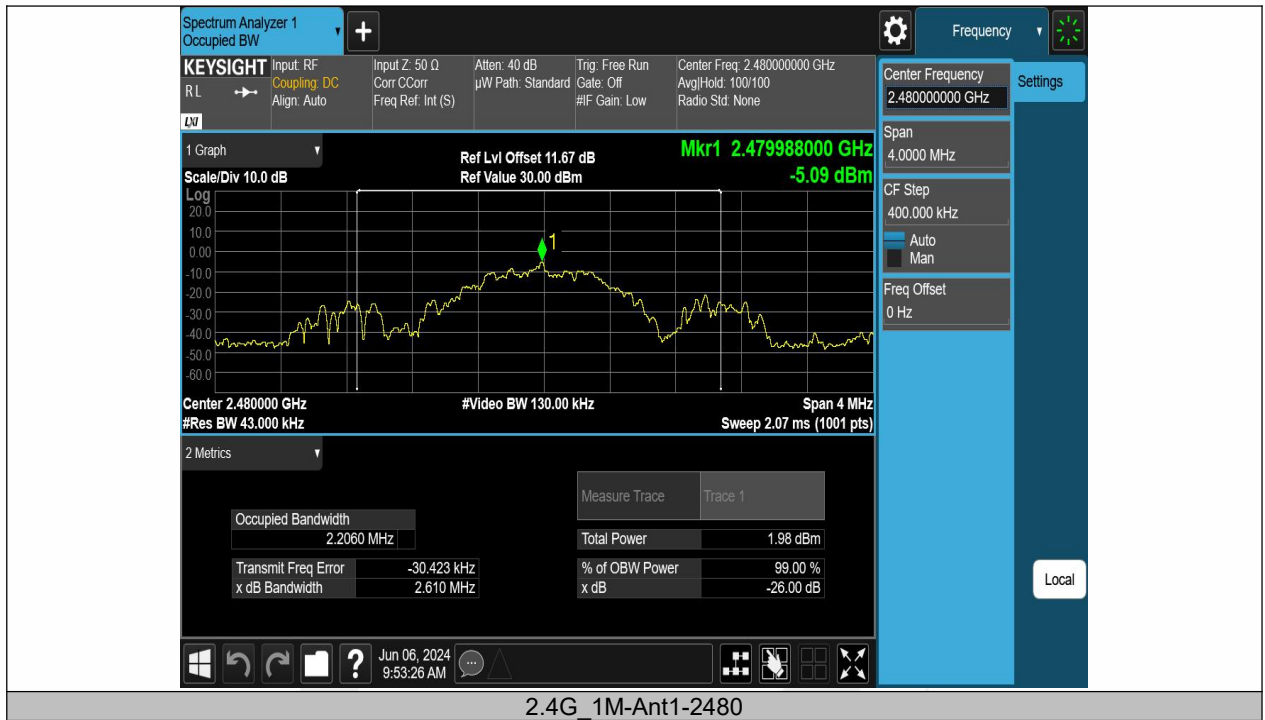 Spectrum Analyzer 1
Occupied BW
+
Frequency
KEYSIGHT
R L
LXI
Input: RF
Coupling: DC
Align: Auto
Input Z: 50 Ω
Corr CCorr
Freq Ref: Int (S)
Atten: 40 dB
µW Path: Standard
Trig: Free Run
Gate: Off
#IF Gain: Low
Center Freq: 2.480000000 GHz
Avg|Hold: 100/100
Radio Std: None
Center Frequency
2.480000000 GHz
Settings
Span
4.0000 MHz
CF Step
400.000 kHz
Auto
Man
Freq Offset
0 Hz
Local
1 Graph
Ref Lvl Offset 11.67 dB
Mkr1 2.479988000 GHz
Scale/Div 10.0 dB
Ref Value 30.00 dBm
-5.09 dBm
Log
20.0
10.0
0.00
-10.0
-20.0
-30.0
-40.0
-50.0
-60.0
1
Center 2.480000 GHz
#Video BW 130.00 kHz
Span 4 MHz
#Res BW 43.000 kHz
Sweep 2.07 ms (1001 pts)
2 Metrics
Measure Trace
Trace 1
Occupied Bandwidth
2.2060 MHz
Total Power
1.98 dBm
Transmit Freq Error
-30.423 kHz
% of OBW Power
99.00 %
x dB Bandwidth
2.610 MHz
x dB
-26.00 dB
?
Jun 06, 2024
9:53:26 AM
2.4G_1M-Ant1-2480